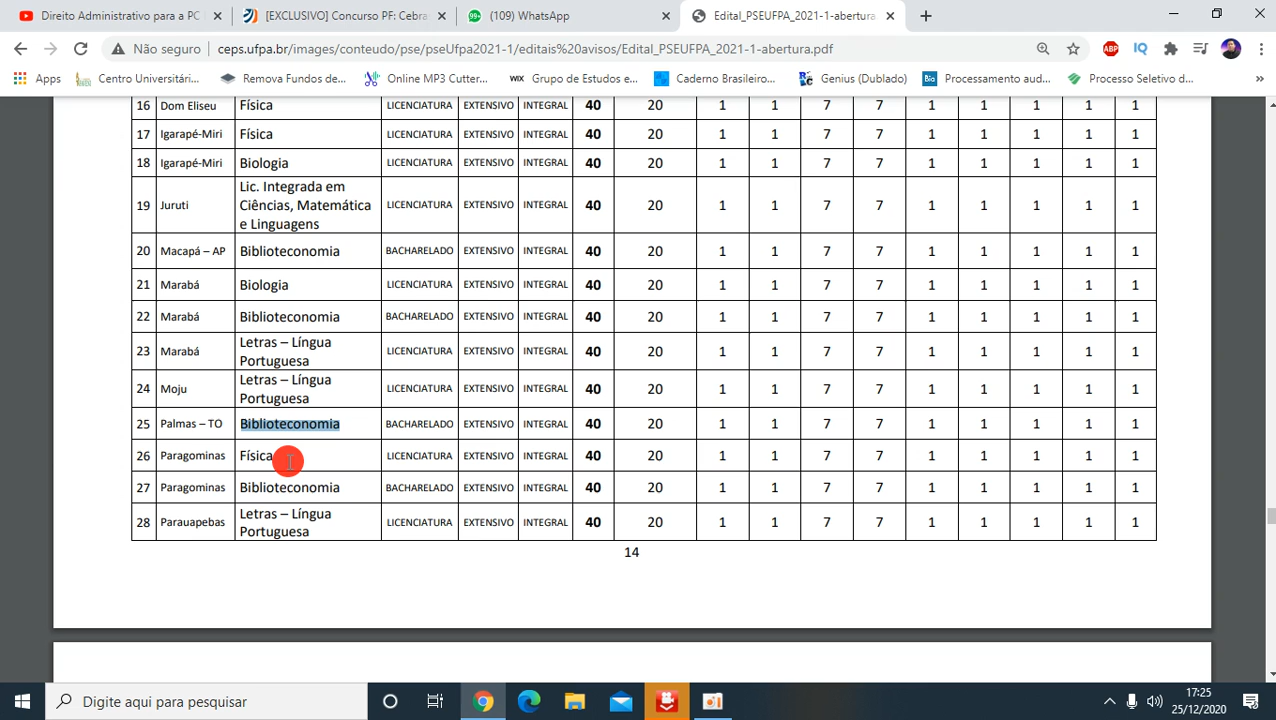 Direito Administrativo para a PC
[EXCLUSIVO] Concurso PF: Cebra
99+ (109) WhatsApp
Edital_PSEUFPA_2021-1-abertura
Não seguro | ceps.ufpa.br/images/conteudo/pse/pseUfpa2021-1/editais%20avisos/Edital_PSEUFPA_2021-1-abertura.pdf
ABP IQ
Apps Centro Universitári... Remova Fundos de... Online MP3 Cutter... WIX Grupo de Estudos e... Caderno Brasileiro... Genius (Dublado) Bio Processamento aud... Processo Seletivo d... »
16 Dom Eliseu Física LICENCIATURA EXTENSIVO INTEGRAL 40 20 1 1 7 7 1 1 1 1 1
17 Igarapé-Miri Física LICENCIATURA EXTENSIVO INTEGRAL 40 20 1 1 7 7 1 1 1 1 1
18 Igarapé-Miri Biologia LICENCIATURA EXTENSIVO INTEGRAL 40 20 1 1 7 7 1 1 1 1 1
Lic. Integrada em
19 Juruti Ciências, Matemática LICENCIATURA EXTENSIVO INTEGRAL 40 20 1 1 7 7 1 1 1 1 1
e Linguagens
20 Macapá – AP Biblioteconomia BACHARELADO EXTENSIVO INTEGRAL 40 20 1 1 7 7 1 1 1 1 1
21 Marabá Biologia LICENCIATURA EXTENSIVO INTEGRAL 40 20 1 1 7 7 1 1 1 1 1
22 Marabá Biblioteconomia BACHARELADO EXTENSIVO INTEGRAL 40 20 1 1 7 7 1 1 1 1 1
23 Marabá Letras – Língua LICENCIATURA EXTENSIVO INTEGRAL 40 20 1 1 7 7 1 1 1 1 1
Portuguesa
24 Moju Letras – Língua LICENCIATURA EXTENSIVO INTEGRAL 40 20 1 1 7 7 1 1 1 1 1
Portuguesa
25 Palmas – TO Biblioteconomia BACHARELADO EXTENSIVO INTEGRAL 40 20 1 1 7 7 1 1 1 1 1
26 Paragominas Física LICENCIATURA EXTENSIVO INTEGRAL 40 20 1 1 7 7 1 1 1 1 1
27 Paragominas Biblioteconomia BACHARELADO EXTENSIVO INTEGRAL 40 20 1 1 7 7 1 1 1 1 1
28 Parauapebas Letras – Língua LICENCIATURA EXTENSIVO INTEGRAL 40 20 1 1 7 7 1 1 1 1 1
Portuguesa
14
Digite aqui para pesquisar
17:25
25/12/2020